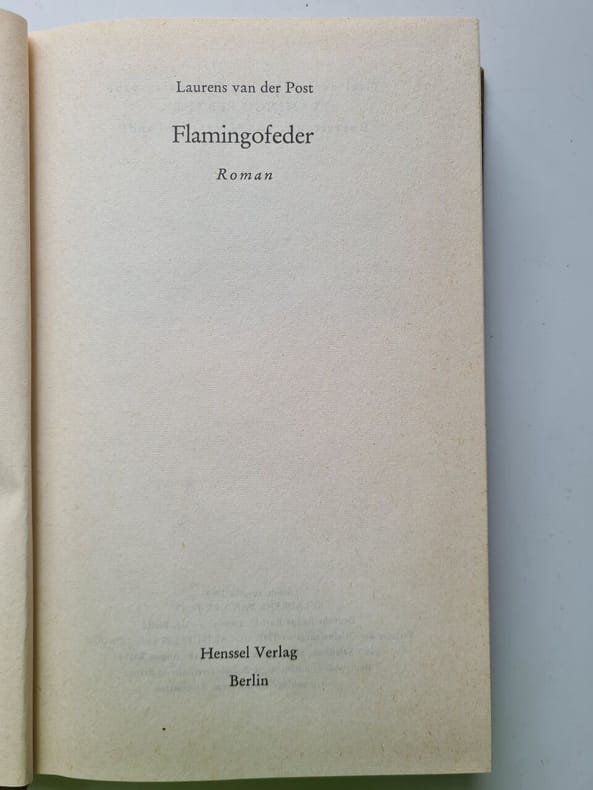 Laurens van der Post
Flamingofeder
Roman
Henssel Verlag
Berlin